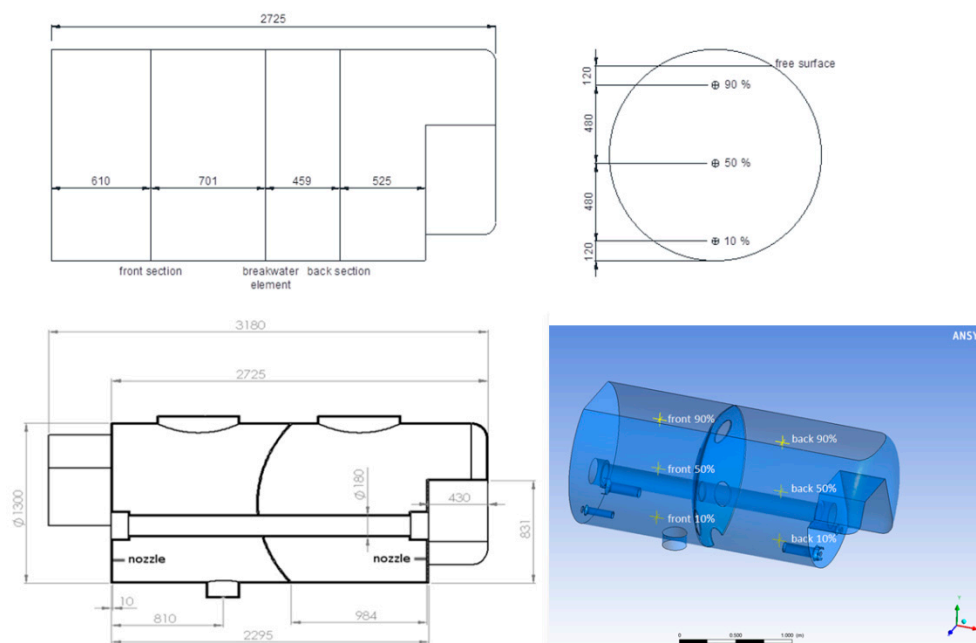 2725
610
701
459
525
front section
breakwater
element
back section
free surface
120
90 %
480
50 %
480
10 %
120
3180
2725
Ø1300
Ø180
430
831
nozzle
nozzle
10
810
984
2295
ANSY
front 90%
back 90%
front 50%
back 50%
front 10%
back 10%
0
0.500
1.000 (m)
Y